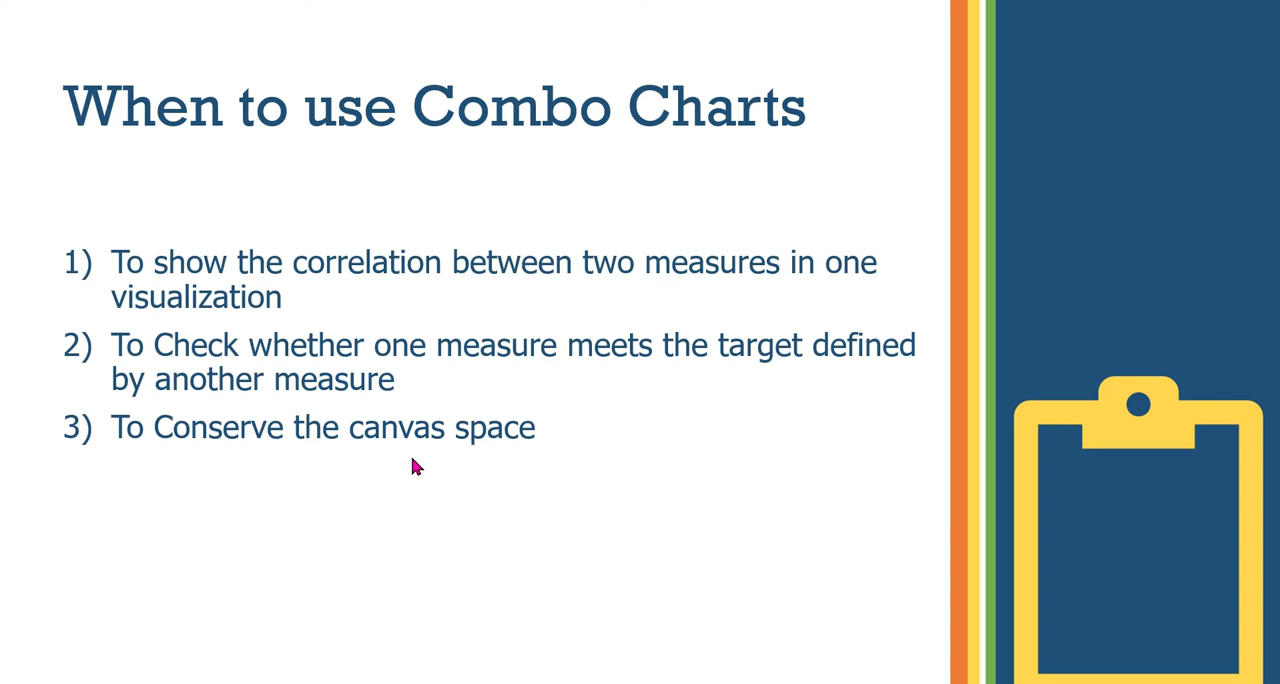 When to use Combo Charts
1) To show the correlation between two measures in one
visualization
2) To Check whether one measure meets the target defined
by another measure
3) To Conserve the canvas space